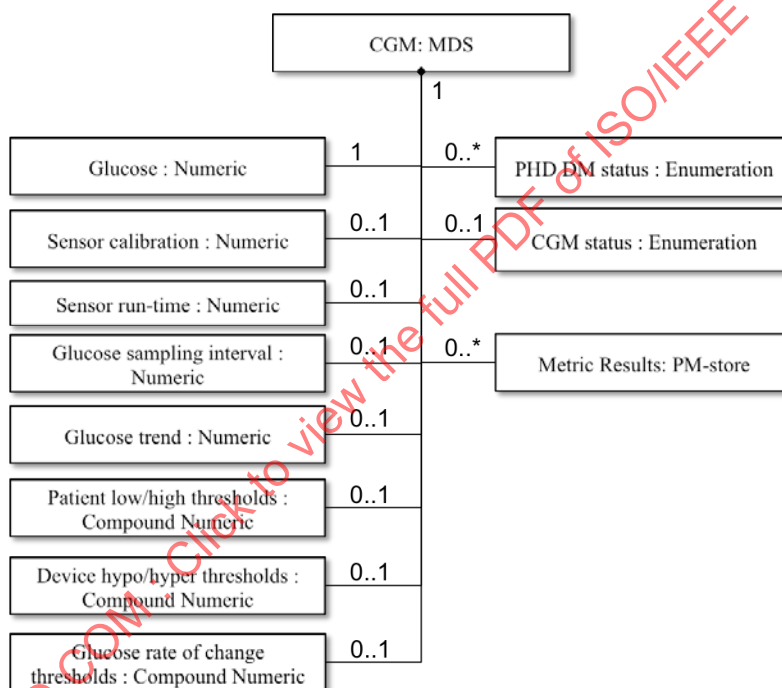 CGM: MDS
1
Glucose : Numeric
1
0..*
PHD DM status : Enumeration
Sensor calibration : Numeric
0..1
0..1
CGM status : Enumeration
Sensor run-time : Numeric
0..1
Glucose sampling interval :
Numeric
0..1
0..*
Metric Results: PM-store
Glucose trend : Numeric
0..1
Patient low/high thresholds :
Compound Numeric
0..1
Device hypo/hyper thresholds :
Compound Numeric
0..1
Glucose rate of change
thresholds : Compound Numeric
0..1
COM : Click to view the full PDF of ISO/IEEE